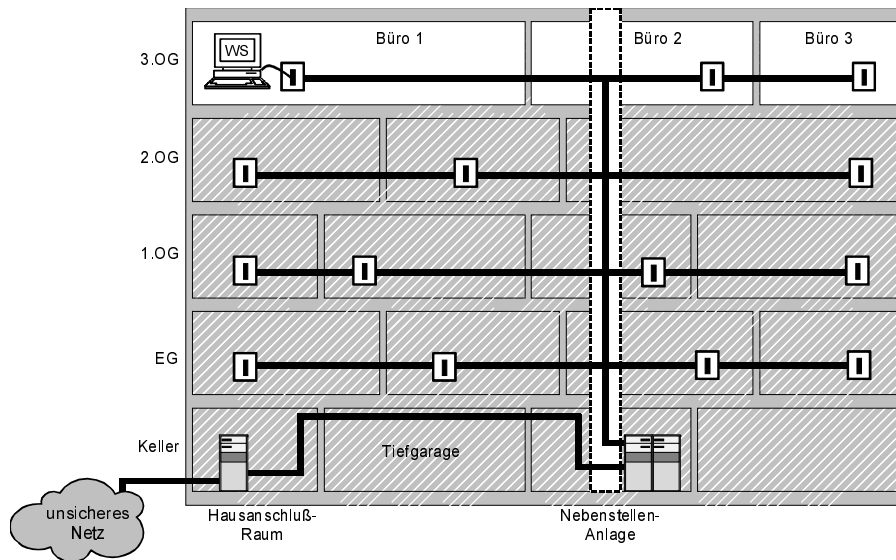 Büro 1
Büro 2
Büro 3
WS
3.OG
2.OG
1.OG
EG
Keller
Tiefgarage
unsicheres
Netz
Hausanschluß-
Raum
Nebenstellen-
Anlage